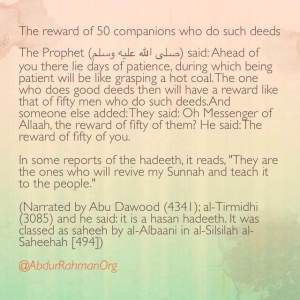 The reward of 50 companions who do such deeds
The Prophet (صلى الله عليه وسلم) said: Ahead of
you there lie days of patience, during which being
patient will be like grasping a hot coal.The one
who does good deeds then will have a reward like
that of fifty men who do such deeds.And
someone else added:They said: Oh Messenger of
Allaah, the reward of fifty of them? He said:The
reward of fifty of you.
In some reports of the hadeeth, it reads, "They are
the ones who will revive my Sunnah and teach it
to the people."
(Narrated by Abu Dawood (4341); al-Tirmidhi
(3085) and he said: it is a hasan hadeeth. It was
classed as saheeh by al-Albaani in al-Silsilah al-
Saheehah [494])
@AbdurRahmanOrg